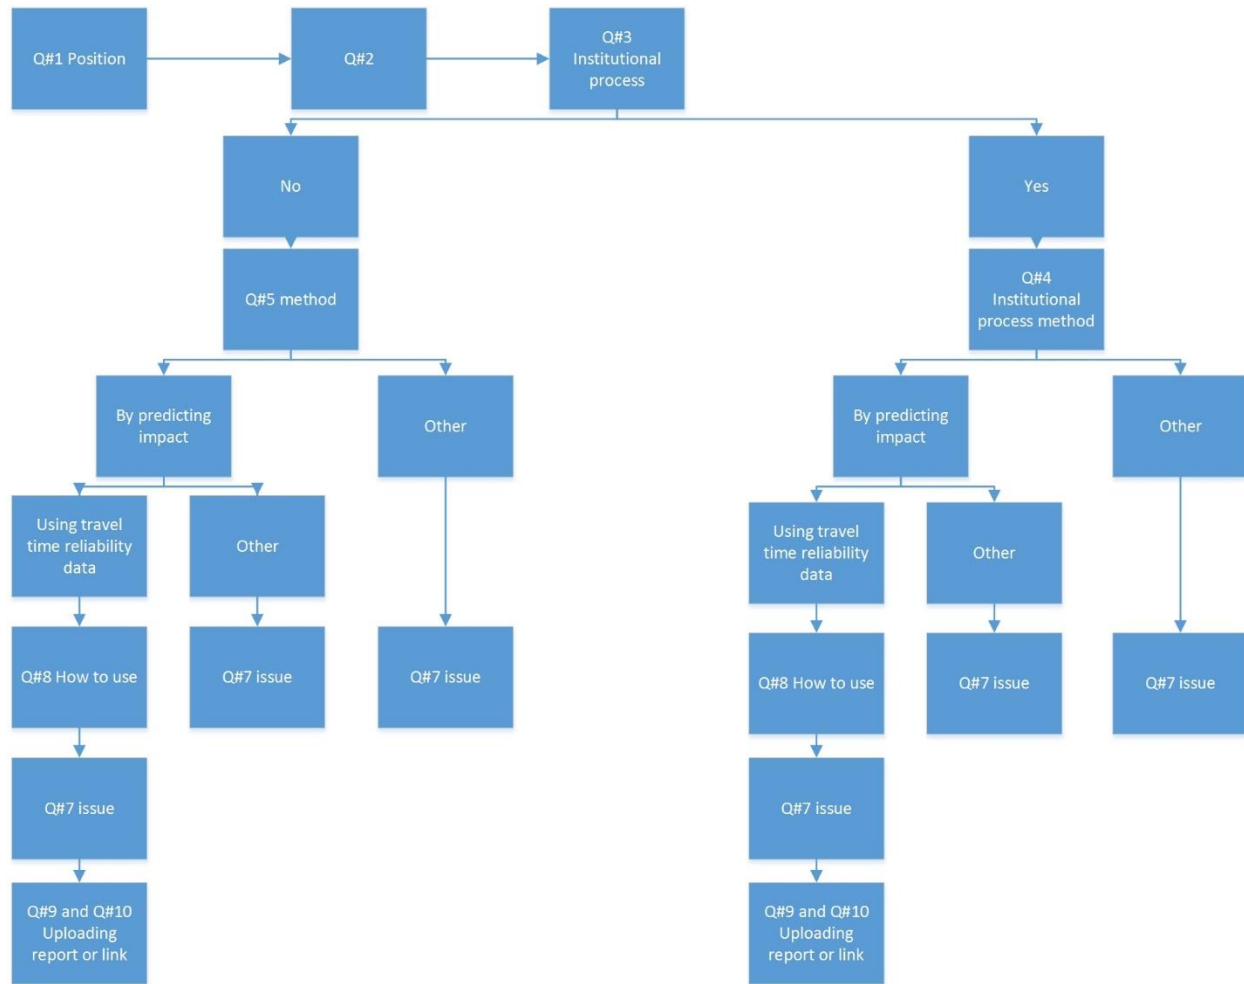 Q#1 Position
Q#2
Q#3
Institutional
process
No
Yes
Q#5 method
Q#4
Institutional
process method
By predicting
impact
Other
By predicting
impact
Other
Using travel
time reliability
data
Other
Using travel
time reliability
data
Other
Q#8 How to use
Q#7 issue
Q#7 issue
Q#8 How to use
Q#7 issue
Q#7 issue
Q#7 issue
Q#7 issue
Q#9 and Q#10
Uploading
report or link
Q#9 and Q#10
Uploading
report or link